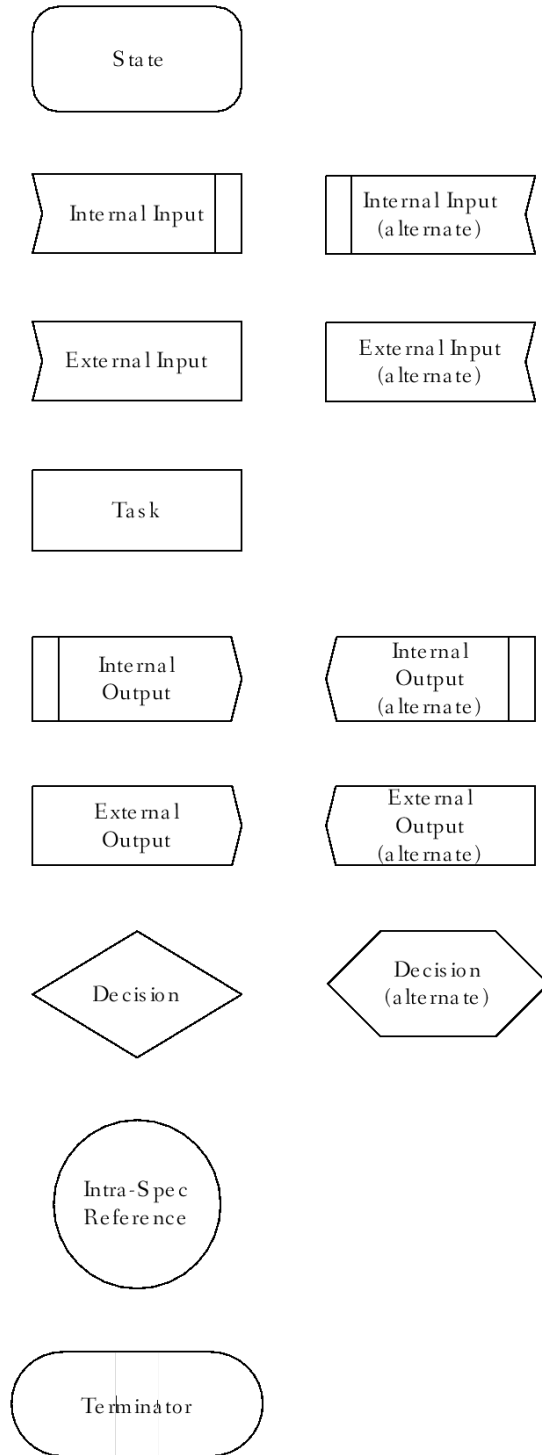 State
Internal Input
Internal Input
(alternate)
External Input
External Input
(alternate)
Task
Internal
Output
Internal
Output
(alternate)
External
Output
External
Output
(alternate)
Decision
Decision
(alternate)
Intra-Spec
Reference
Terminator